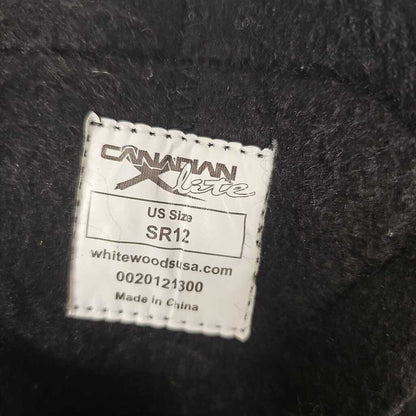 CANADIAN
Xlite
US Size
SR12
whitewoodsusa.com
0020121300
Made in China